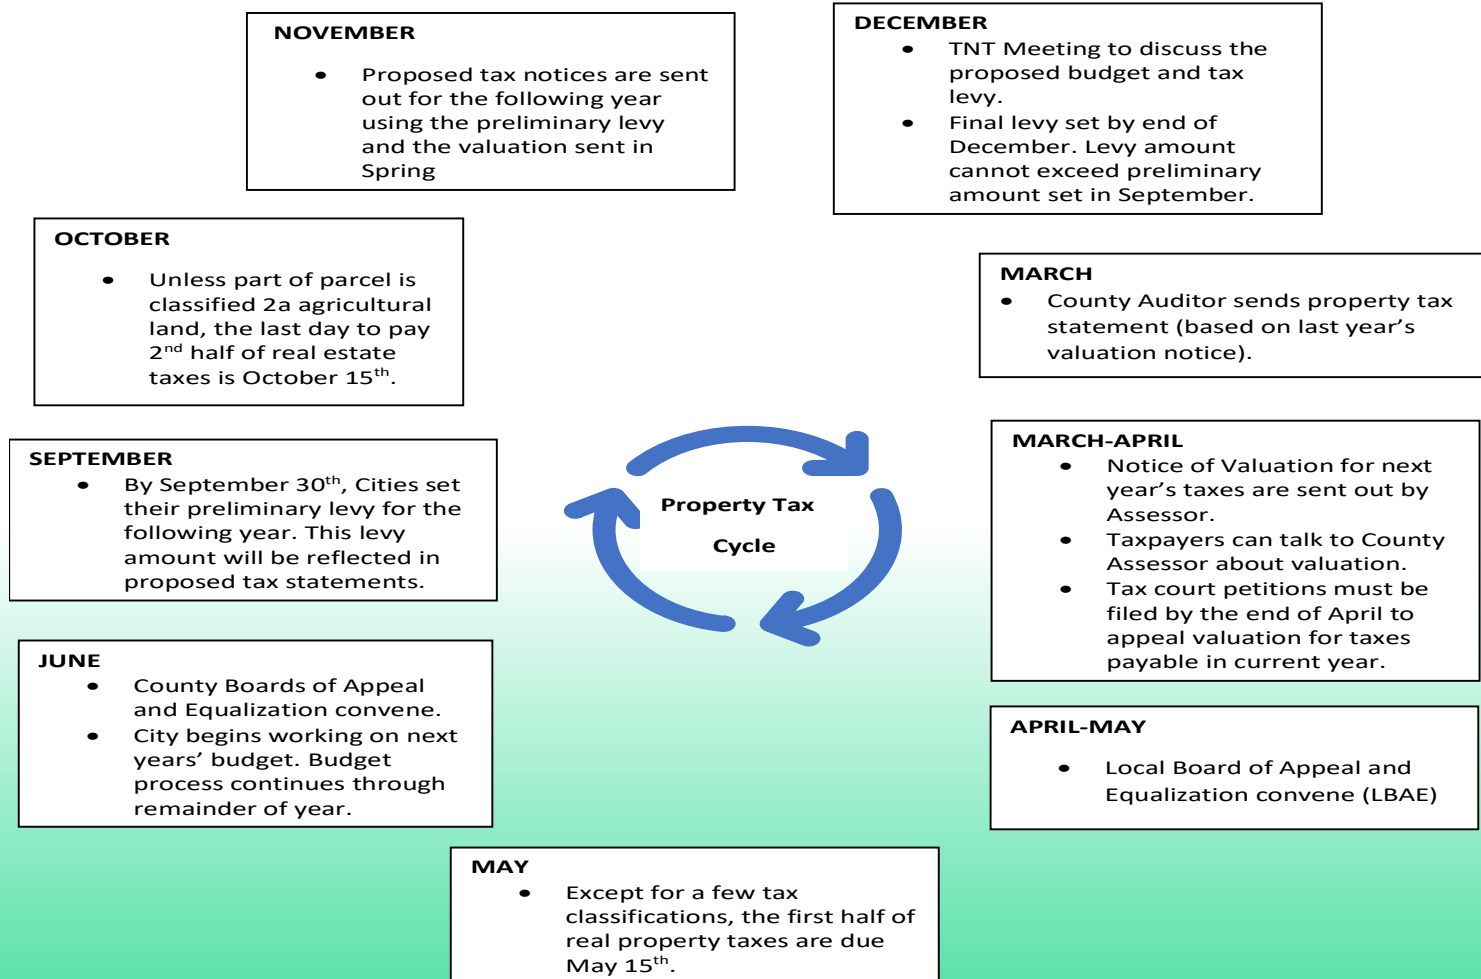 NOVEMBER
• Proposed tax notices are sent
out for the following year
using the preliminary levy
and the valuation sent in
Spring
DECEMBER
• TNT Meeting to discuss the
proposed budget and tax
levy.
• Final levy set by end of
December. Levy amount
cannot exceed preliminary
amount set in September.
OCTOBER
• Unless part of parcel is
classified 2a agricultural
land, the last day to pay
2nd half of real estate
taxes is October 15th.
MARCH
• County Auditor sends property tax
statement (based on last year’s
valuation notice).
SEPTEMBER
• By September 30th, Cities set
their preliminary levy for the
following year. This levy
amount will be reflected in
proposed tax statements.
Property Tax
Cycle
MARCH-APRIL
• Notice of Valuation for next
year’s taxes are sent out by
Assessor.
• Taxpayers can talk to County
Assessor about valuation.
• Tax court petitions must be
filed by the end of April to
appeal valuation for taxes
payable in current year.
JUNE
• County Boards of Appeal
and Equalization convene.
• City begins working on next
years’ budget. Budget
process continues through
remainder of year.
APRIL-MAY
• Local Board of Appeal and
Equalization convene (LBAE)
MAY
• Except for a few tax
classifications, the first half of
real property taxes are due
May 15th.